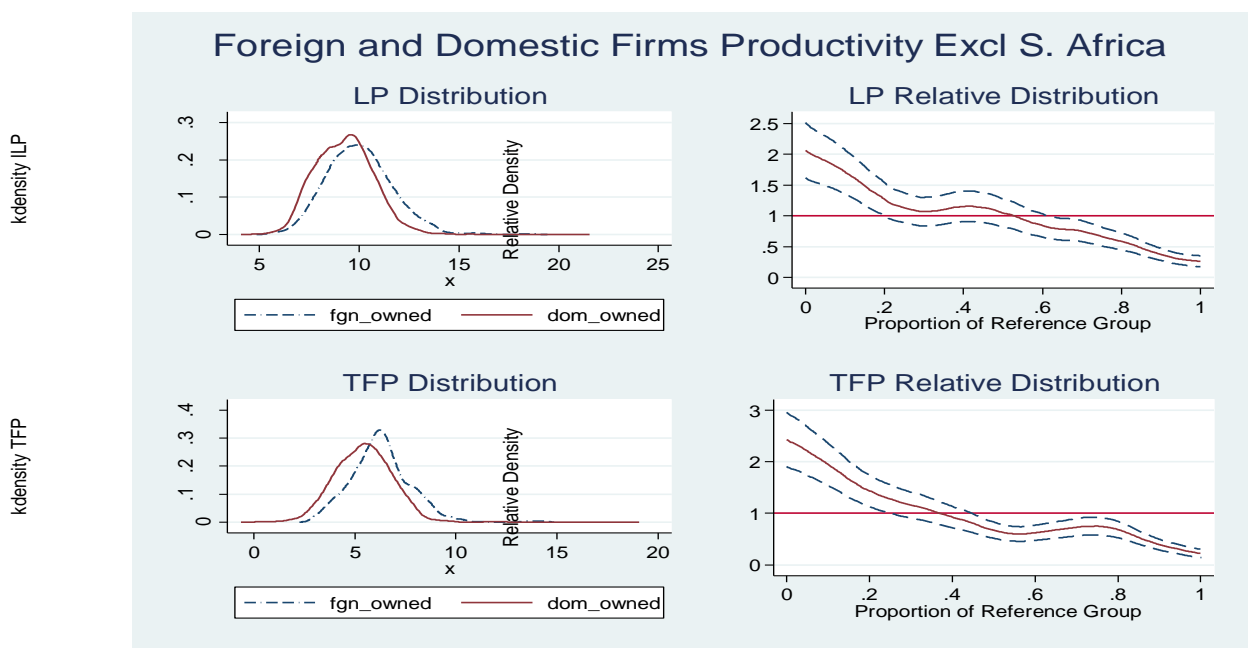 Foreign and Domestic Firms Productivity Excl S. Africa
LP Distribution
kdensity lLP
0 .1 .2 .3
5 10 15 20 25
x
fgn_owned dom_owned
LP Relative Distribution
Relative Density
2.5
2
1.5
1
.5
0
0 .2 .4 .6 .8 1
Proportion of Reference Group
TFP Distribution
kdensity TFP
0 .1 .2 .3 .4
0 5 10 15 20
x
fgn_owned dom_owned
TFP Relative Distribution
Relative Density
3
2
1
0
0 .2 .4 .6 .8 1
Proportion of Reference Group